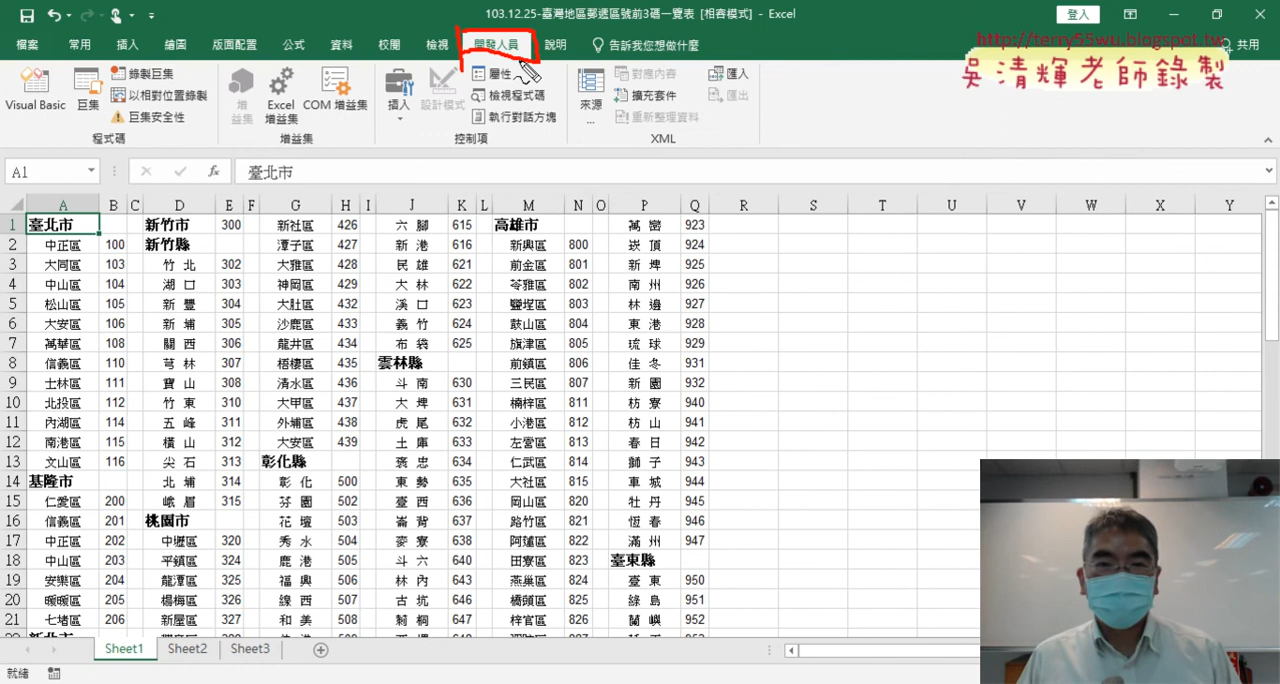 103.12.25-臺灣地區郵遞區號前3碼一覽表 [相容模式] - Excel
登入
檔案 常用 插入 繪圖 版面配置 公式 資料 校閱 檢視 開發人員 說明 告訴我您想做什麼 共用
http://terry55wu.blogspot.tw
吳清輝老師錄製
Visual Basic 巨集 錄製巨集 以相對位置錄製 巨集安全性
程式碼
增益集 Excel 增益集 COM 增益集
增益集
插入 設計模式 屬性 檢視程式碼 執行對話方塊
控制項
來源... 對應內容 擴充套件 重新整理資料 匯入 匯出
XML
A1 fx 臺北市
A B C D E F G H I J K L M N O P Q R S T U V W X Y
1 臺北市 新竹市 300 新社區 426 六 腳 615 高雄市 萬 巒 923
2 中正區 100 新竹縣 潭子區 427 新 港 616 新興區 800 崁 頂 924
3 大同區 103 竹 北 302 大雅區 428 民 雄 621 前金區 801 新 埤 925
4 中山區 104 湖 口 303 神岡區 429 大 林 622 苓雅區 802 南 州 926
5 松山區 105 新 豐 304 大肚區 432 溪 口 623 鹽埕區 803 林 邊 927
6 大安區 106 新 埔 305 沙鹿區 433 義 竹 624 鼓山區 804 東 港 928
7 萬華區 108 關 西 306 龍井區 434 布 袋 625 旗津區 805 琉 球 929
8 信義區 110 芎 林 307 梧棲區 435 雲林縣 前鎮區 806 佳 冬 931
9 士林區 111 寶 山 308 清水區 436 斗 南 630 三民區 807 新 園 932
10 北投區 112 竹 東 310 大甲區 437 大 埤 631 楠梓區 811 枋 寮 940
11 內湖區 114 五 峰 311 外埔區 438 虎 尾 632 小港區 812 枋 山 941
12 南港區 115 橫 山 312 大安區 439 土 庫 633 左營區 813 春 日 942
13 文山區 116 尖 石 313 彰化縣 褒 忠 634 仁武區 814 獅 子 943
14 基隆市 北 埔 314 彰 化 500 東 勢 635 大社區 815 車 城 944
15 仁愛區 200 峨 眉 315 芬 園 502 臺 西 636 岡山區 820 牡 丹 945
16 信義區 201 桃園市 花 壇 503 崙 背 637 路竹區 821 恆 春 946
17 中正區 202 中壢區 320 秀 水 504 麥 寮 638 阿蓮區 822 滿 州 947
18 中山區 203 平鎮區 324 鹿 港 505 斗 六 640 田寮區 823 臺東縣
19 安樂區 204 龍潭區 325 福 興 506 林 內 643 燕巢區 824 臺 東 950
20 暖暖區 205 楊梅區 326 線 西 507 古 坑 646 橋頭區 825 綠 島 951
21 七堵區 206 新屋區 327 和 美 508 莿 桐 647 梓官區 826 蘭 嶼 952
Sheet1 Sheet2 Sheet3
就緒